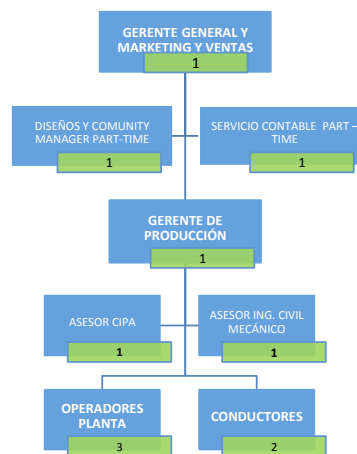 GERENTE GENERAL Y
MARKETING Y VENTAS
1
DISEÑOS Y COMUNITY
MANAGER PART-TIME
1
SERVICIO CONTABLE PART –
TIME
1
GERENTE DE
PRODUCCIÓN
1
ASESOR CIPA
1
ASESOR ING. CIVIL
MECÁNICO
1
OPERADORES
PLANTA
3
CONDUCTORES
2